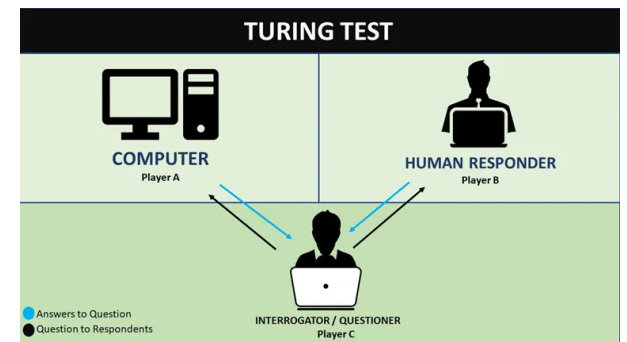 TURING TEST
COMPUTER
Player A
HUMAN RESPONDER
Player B
Answers to Question
Question to Respondents
INTERROGATOR / QUESTIONER
Player C